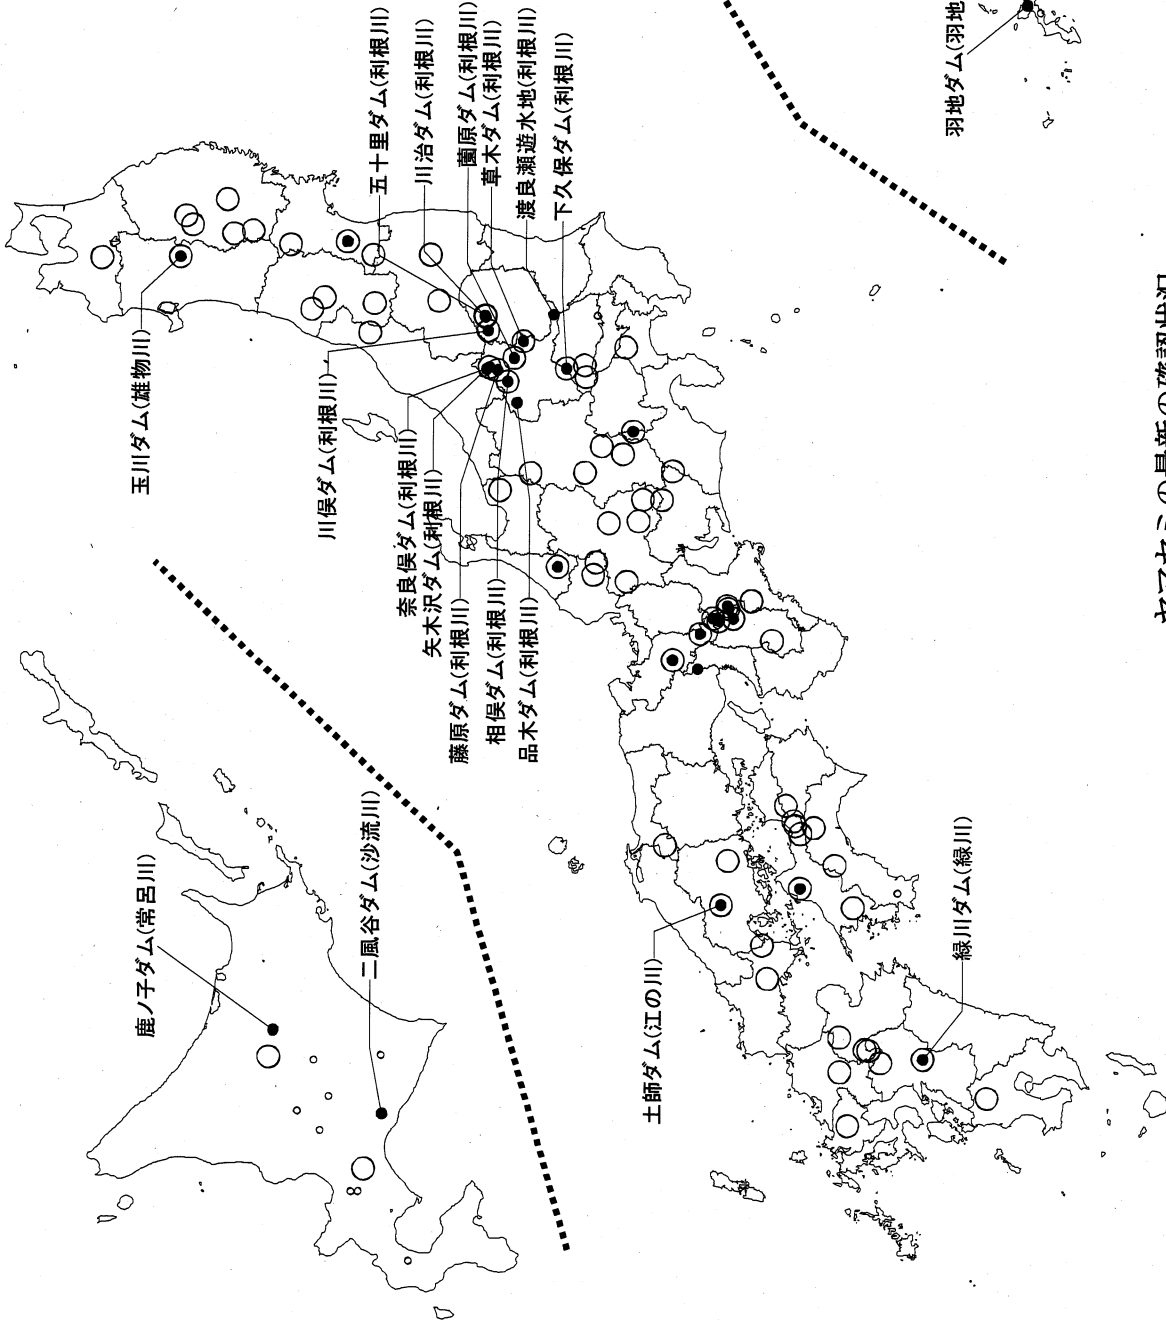 五十里ダム(利根川)
川治ダム(利根川)
薗原ダム(利根川)
草木ダム(利根川)
渡良瀬遊水地(利根川)
下久保ダム(利根川)
羽地ダム(羽地
玉川ダム(雄物川)
川俣ダム(利根川)
奈良俣ダム(利根川)
矢木沢ダム(利根川)
藤原ダム(利根川)
相俣ダム(利根川)
品木ダム(利根川)
鹿ノ子ダム(常呂川)
二風谷ダム(沙流川)
土師ダム(江の川)
緑川ダム(緑川)